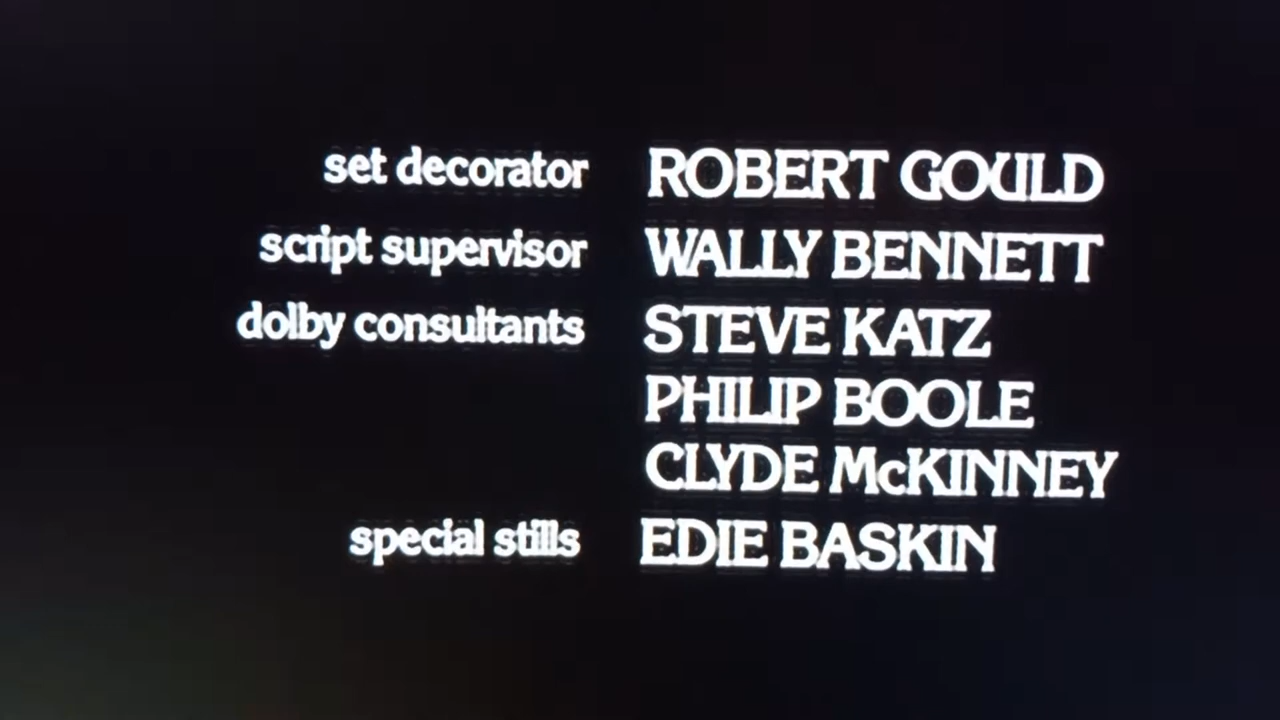 set decorator ROBERT GOULD
script supervisor WALLY BENNETT
dolby consultants STEVE KATZ
PHILIP BOOLE
CLYDE McKINNEY
special stills EDIE BASKIN